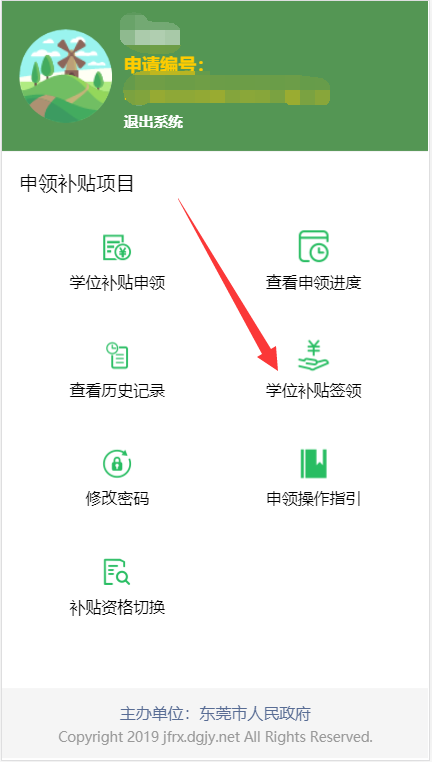 申请编号：
退出系统
申领补贴项目
学位补贴申领
查看申领进度
查看历史记录
学位补贴签领
修改密码
申领操作指引
补贴资格切换
主办单位：东莞市人民政府
Copyright 2019 jfrx.dgjy.net All Rights Reserved.